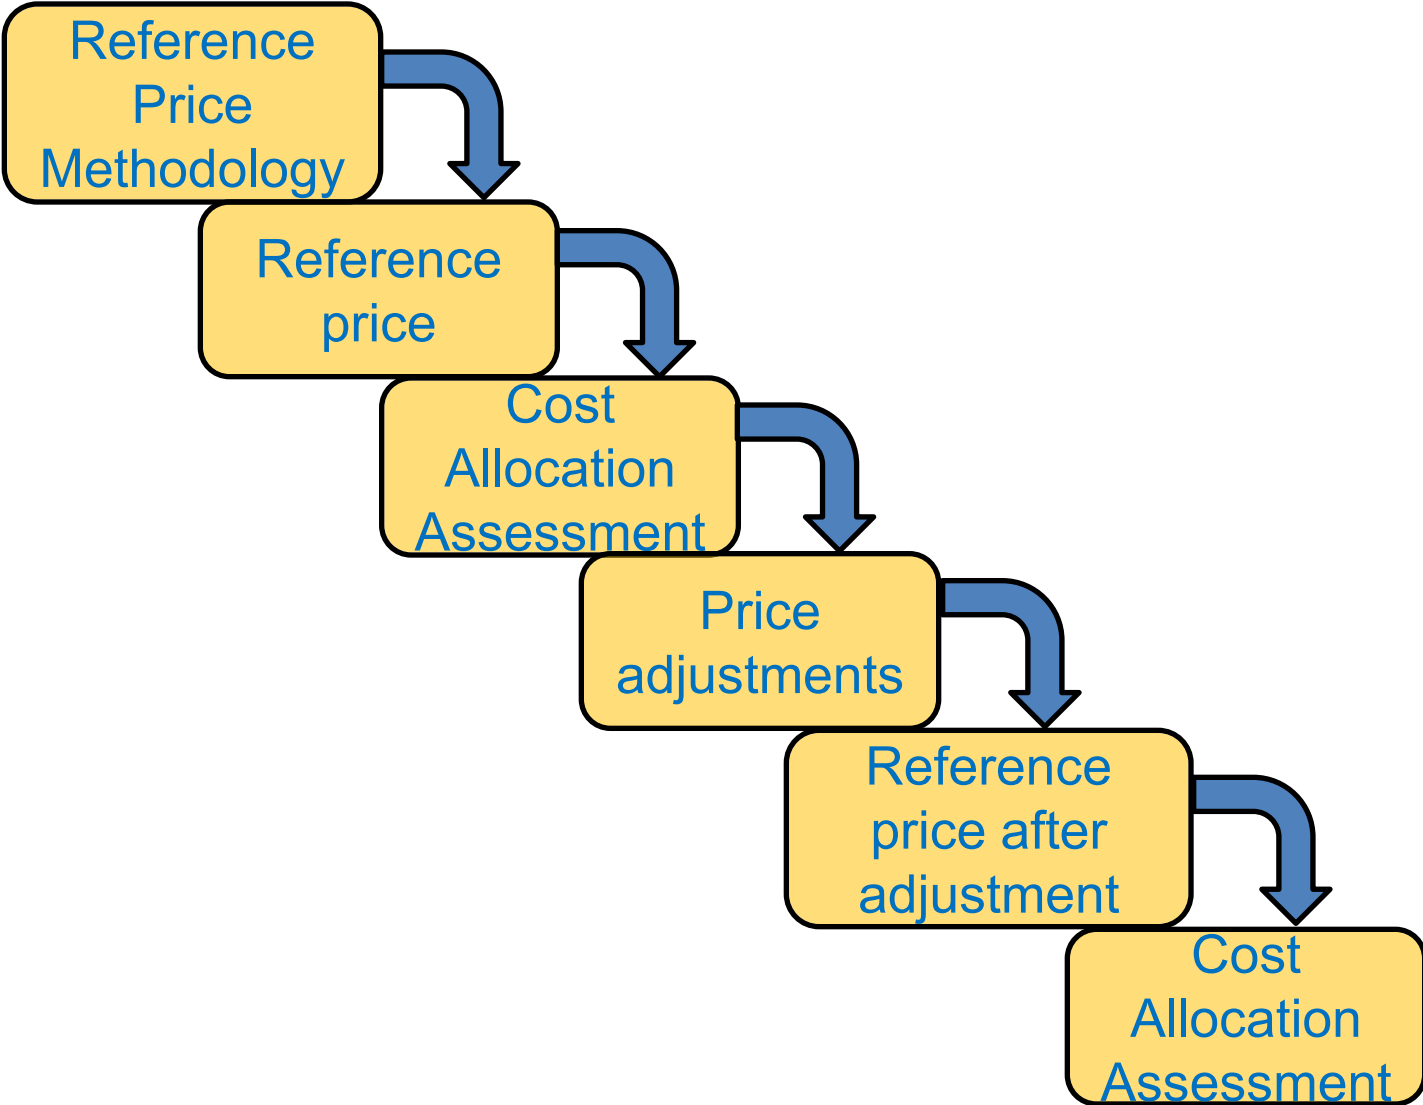 Reference
Price
Methodology
Reference
price
Cost
Allocation
Assessment
Price
adjustments
Reference
price after
adjustment
Cost
Allocation
Assessment